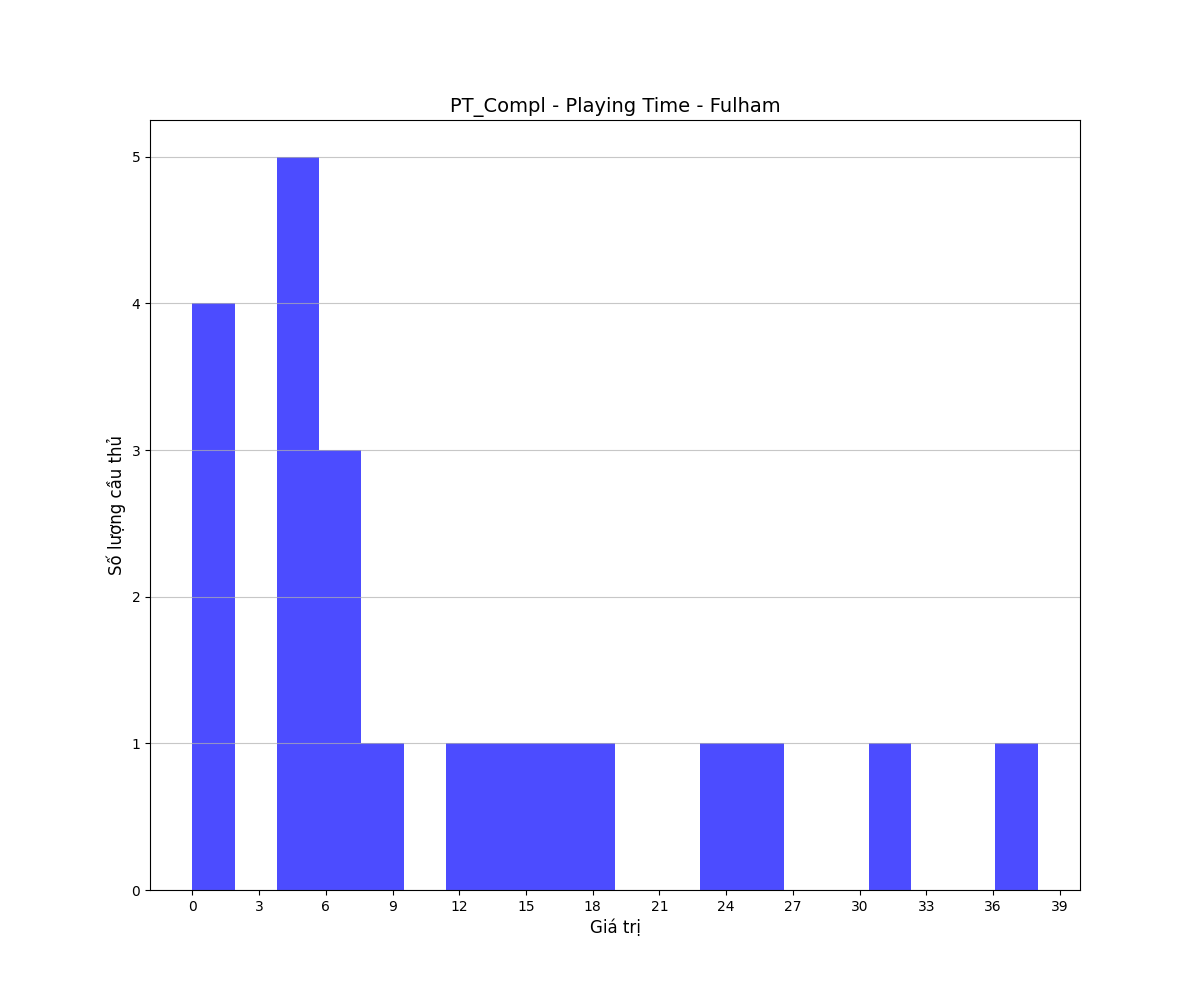 PT_Compl - Playing Time - Fulham
5
4
3
2
1
0
Số lượng cầu thủ
0 3 6 9 12 15 18 21 24 27 30 33 36 39
Giá trị